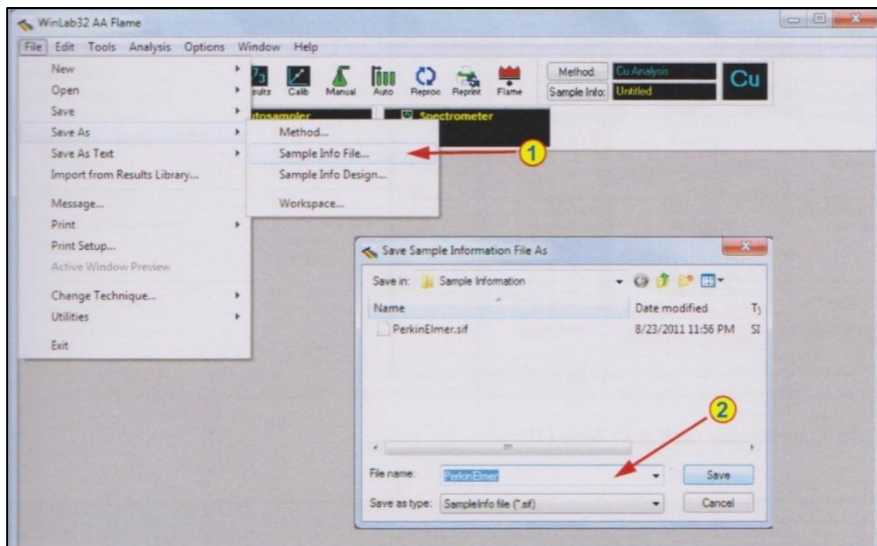 WinLab32 AA Flame
File Edit Tools Analysis Options Window Help
New
Open
Save
Save As
Save As Text
Import from Results Library...
Message...
Print
Print Setup...
Active Window Preview
Change Technique...
Utilities
Exit
Calib Manual Auto Reproc Reprint Flame
Method: Cu Analysis
Sample Info: Untitled
Cu
Spectrometer
Method...
Sample Info File...
Sample Info Design...
Workspace...
1
Save Sample Information File As
Save in: Sample Information
Name Date modified
PerkinElmer.sif 8/23/2011 11:56 PM
2
File name: PerkinElmer Save
Save as type: SampleInfo file (*.sif) Cancel